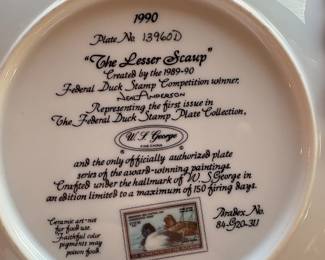 1990
Plate No. 13960D
"The Lesser Scaup"
Created by the 1989-90
Federal Duck Stamp Competition winner,
Neal Anderson
Representing the first issue in
The Federal Duck Stamp Plate Collection,
W. S. George
FINE CHINA
and the only officially authorized plate
series of the award-winning paintings.
Crafted under the hallmark of W. S. George in
an edition limited to a maximum of 150 firing days.
Ceramic art-not
for food use.
Faithful color
pigments may
poison food.
Bradex No.
84-G20-3.1